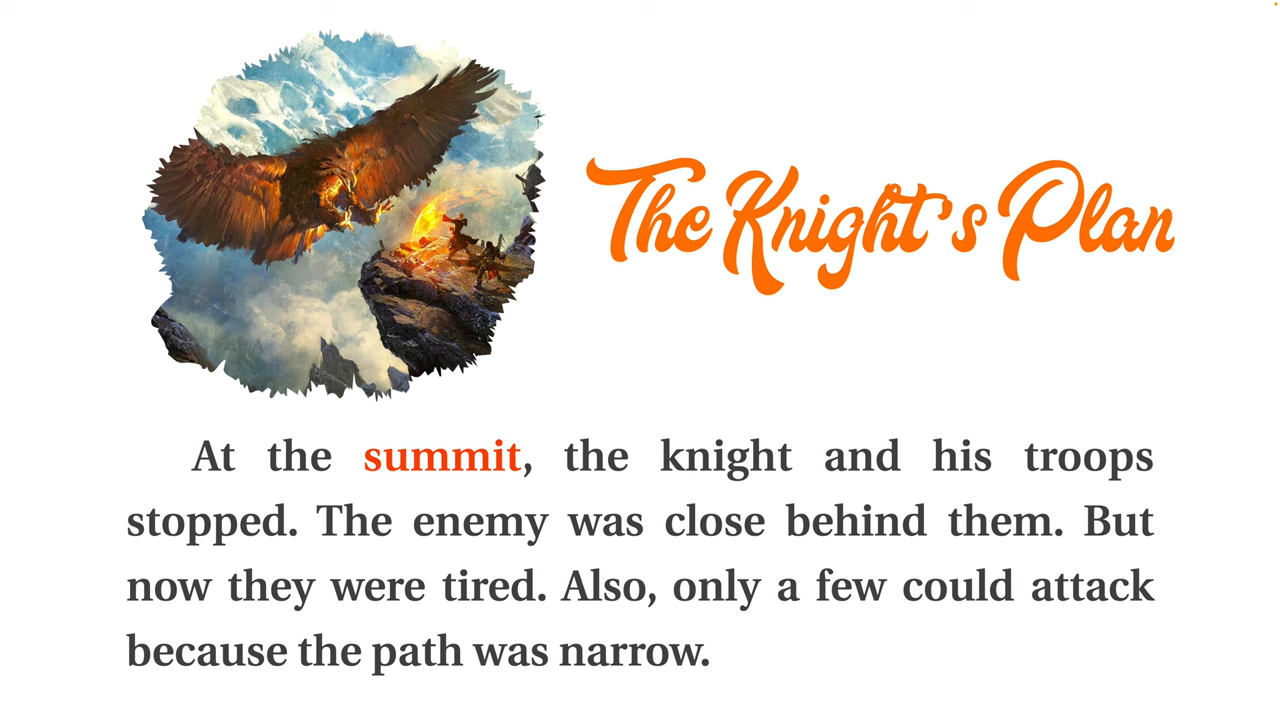 The Knight's Plan
At the summit, the knight and his troops
stopped. The enemy was close behind them. But
now they were tired. Also, only a few could attack
because the path was narrow.